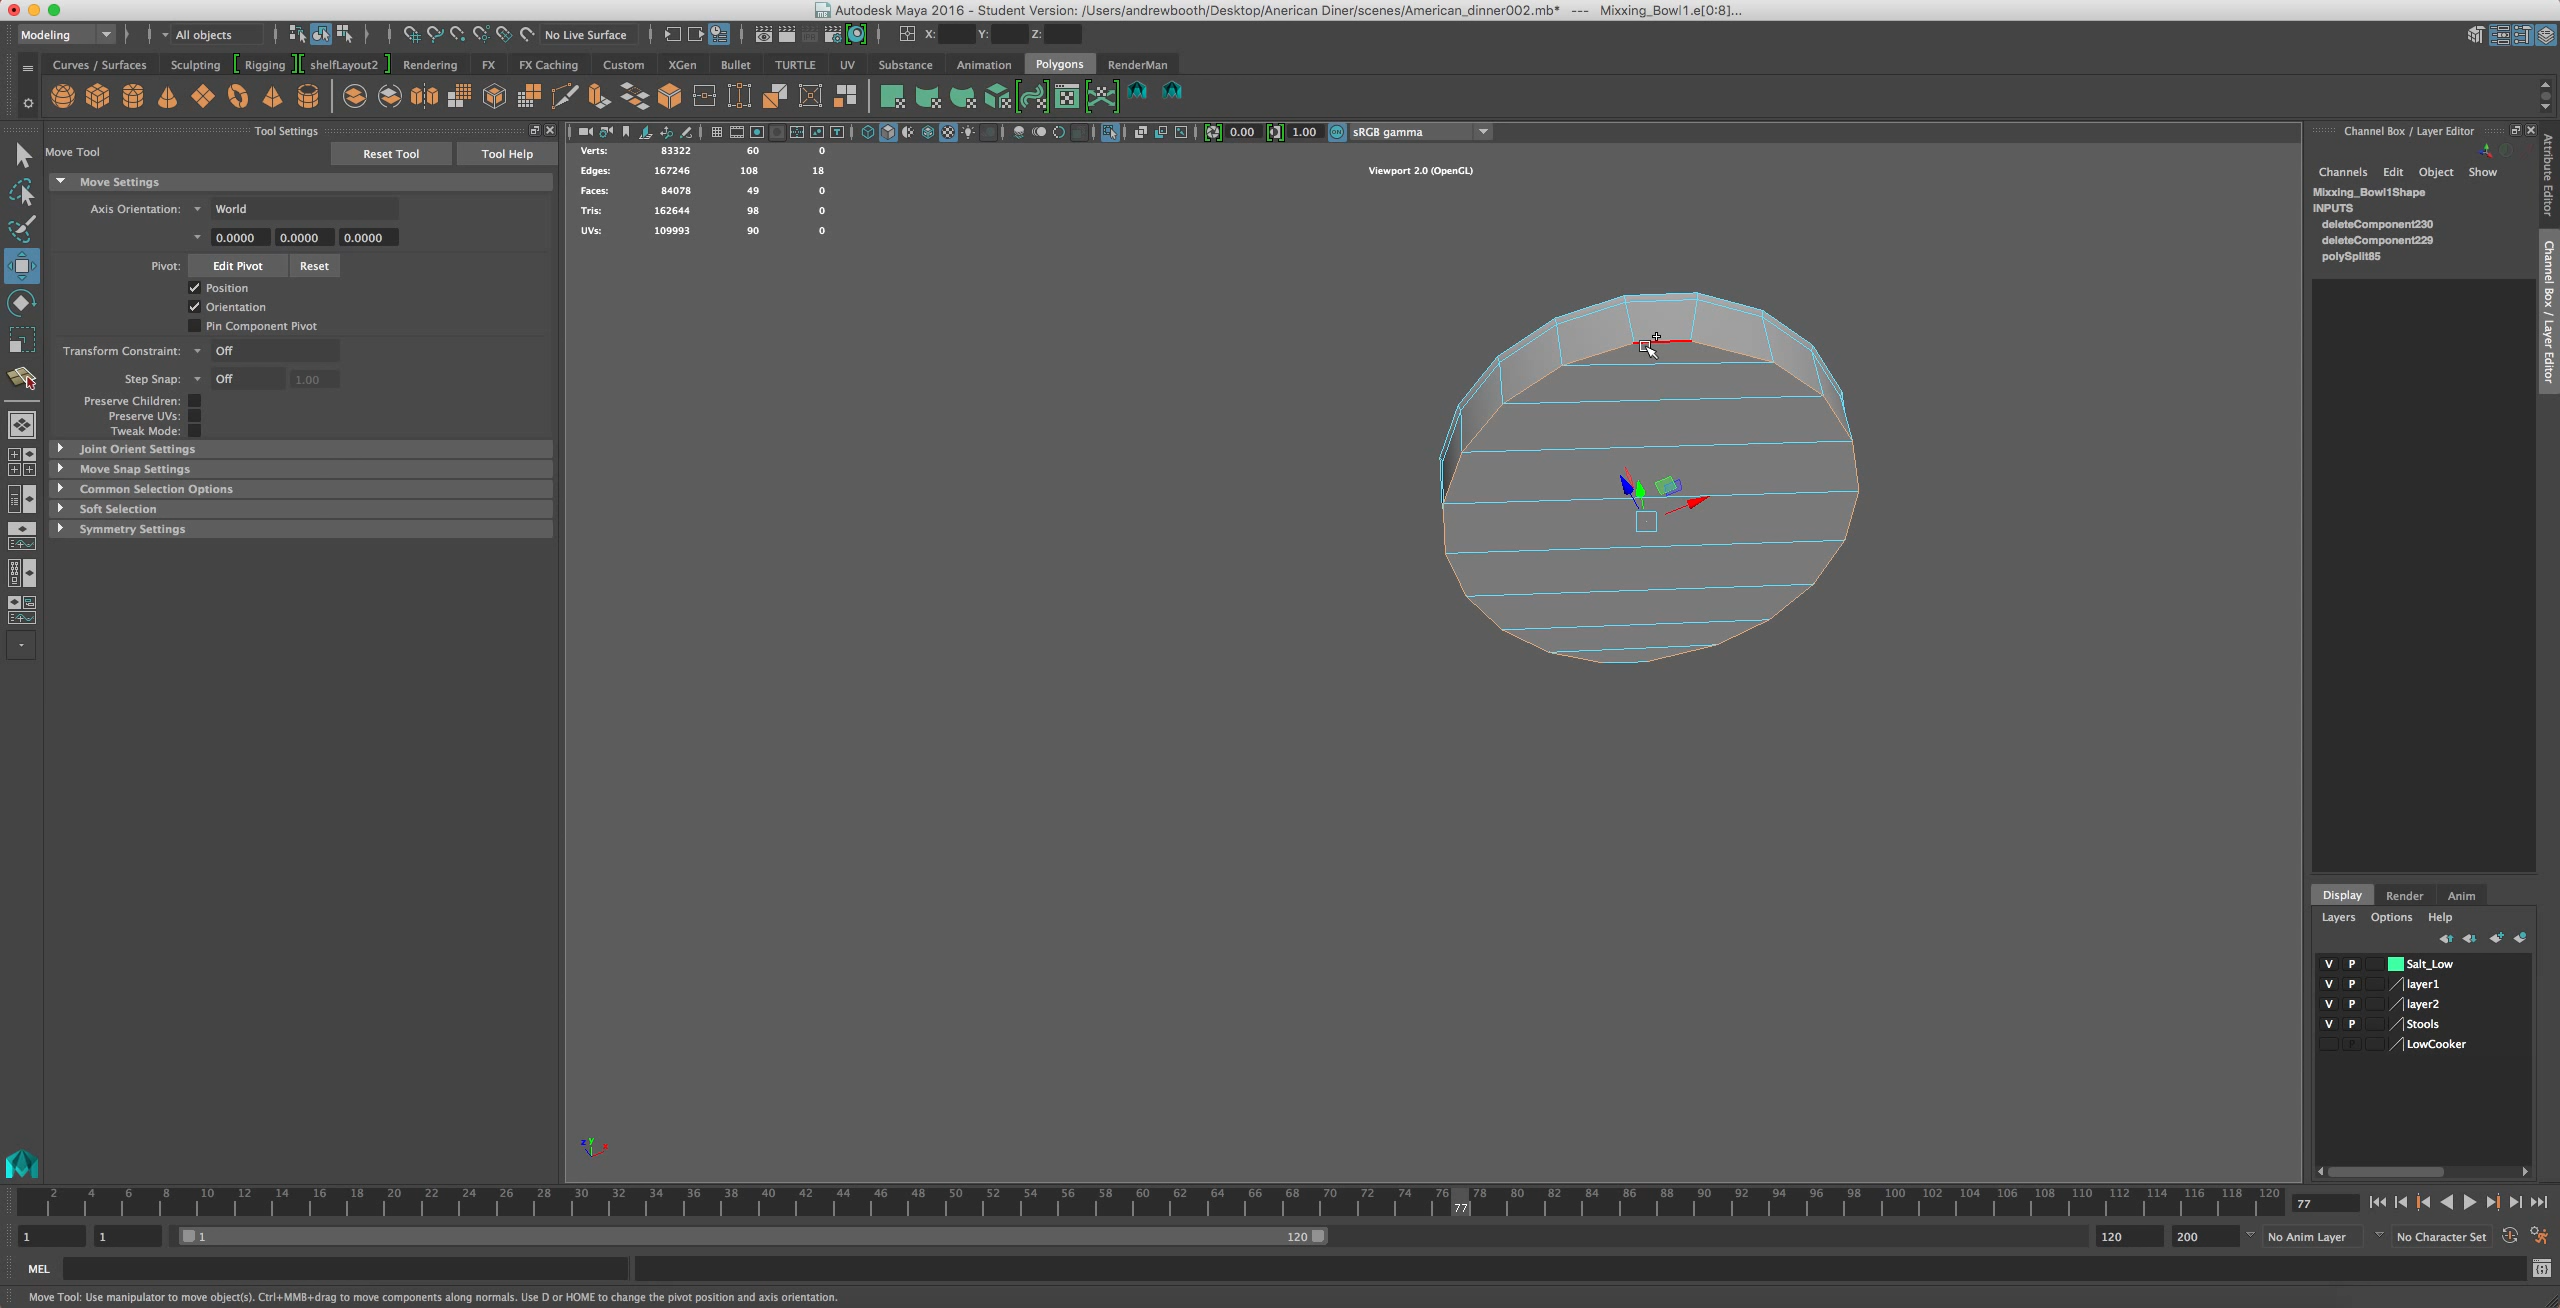 Autodesk Maya 2016 - Student Version: /Users/andrewbooth/Desktop/Anerican Diner/scenes/American_dinner002.mb* --- Mixxing_Bowl1.e[0:8]...
Modeling All objects No Live Surface X: Y: Z:
Curves / Surfaces Sculpting Rigging shelfLayout2 Rendering FX FX Caching Custom XGen Bullet TURTLE UV Substance Animation Polygons RenderMan
Tool Settings
Move Tool Reset Tool Tool Help
Move Settings
Axis Orientation: World
0.0000 0.0000 0.0000
Pivot: Edit Pivot Reset
Position
Orientation
Pin Component Pivot
Transform Constraint: Off
Step Snap: Off 1.00
Preserve Children:
Preserve UVs:
Tweak Mode:
Joint Orient Settings
Move Snap Settings
Common Selection Options
Soft Selection
Symmetry Settings
0.00 1.00 ON sRGB gamma
Verts: 83322 60 0
Edges: 167246 108 18
Faces: 84078 49 0
Tris: 162644 98 0
UVs: 109993 90 0
Viewport 2.0 (OpenGL)
z y x
Channel Box / Layer Editor
Channels Edit Object Show
Mixxing_Bowl1Shape
INPUTS
deleteComponent230
deleteComponent229
polySplit85
Attribute Editor
Channel Box / Layer Editor
Display Render Anim
Layers Options Help
V P Salt_Low
V P layer1
V P layer2
V P Stools
P LowCooker
2 4 6 8 10 12 14 16 18 20 22 24 26 28 30 32 34 36 38 40 42 44 46 48 50 52 54 56 58 60 62 64 66 68 70 72 74 76 78 80 82 84 86 88 90 92 94 96 98 100 102 104 106 108 110 112 114 116 118 120
77 77
1 1 1 120 120 200 No Anim Layer No Character Set
MEL
Move Tool: Use manipulator to move object(s). Ctrl+MMB+drag to move components along normals. Use D or HOME to change the pivot position and axis orientation.